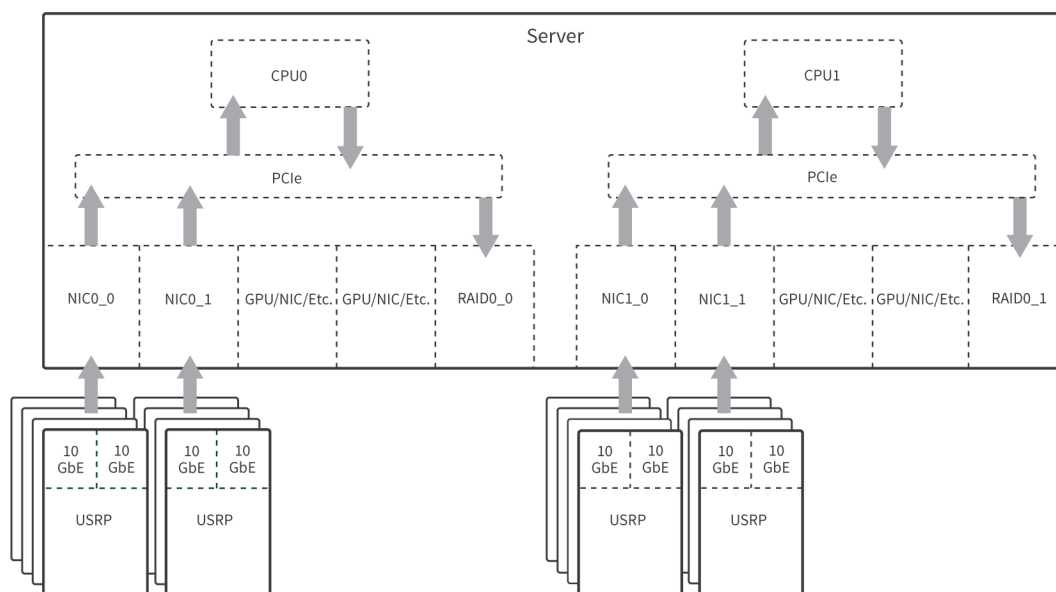 Server
CPU0
CPU1
PCIe
PCIe
NIC0_0
NIC0_1
GPU/NIC/Etc.
GPU/NIC/Etc.
RAID0_0
NIC1_0
NIC1_1
GPU/NIC/Etc.
GPU/NIC/Etc.
RAID0_1
10
GbE
10
GbE
USRP
10
GbE
10
GbE
USRP
10
GbE
10
GbE
USRP
10
GbE
10
GbE
USRP